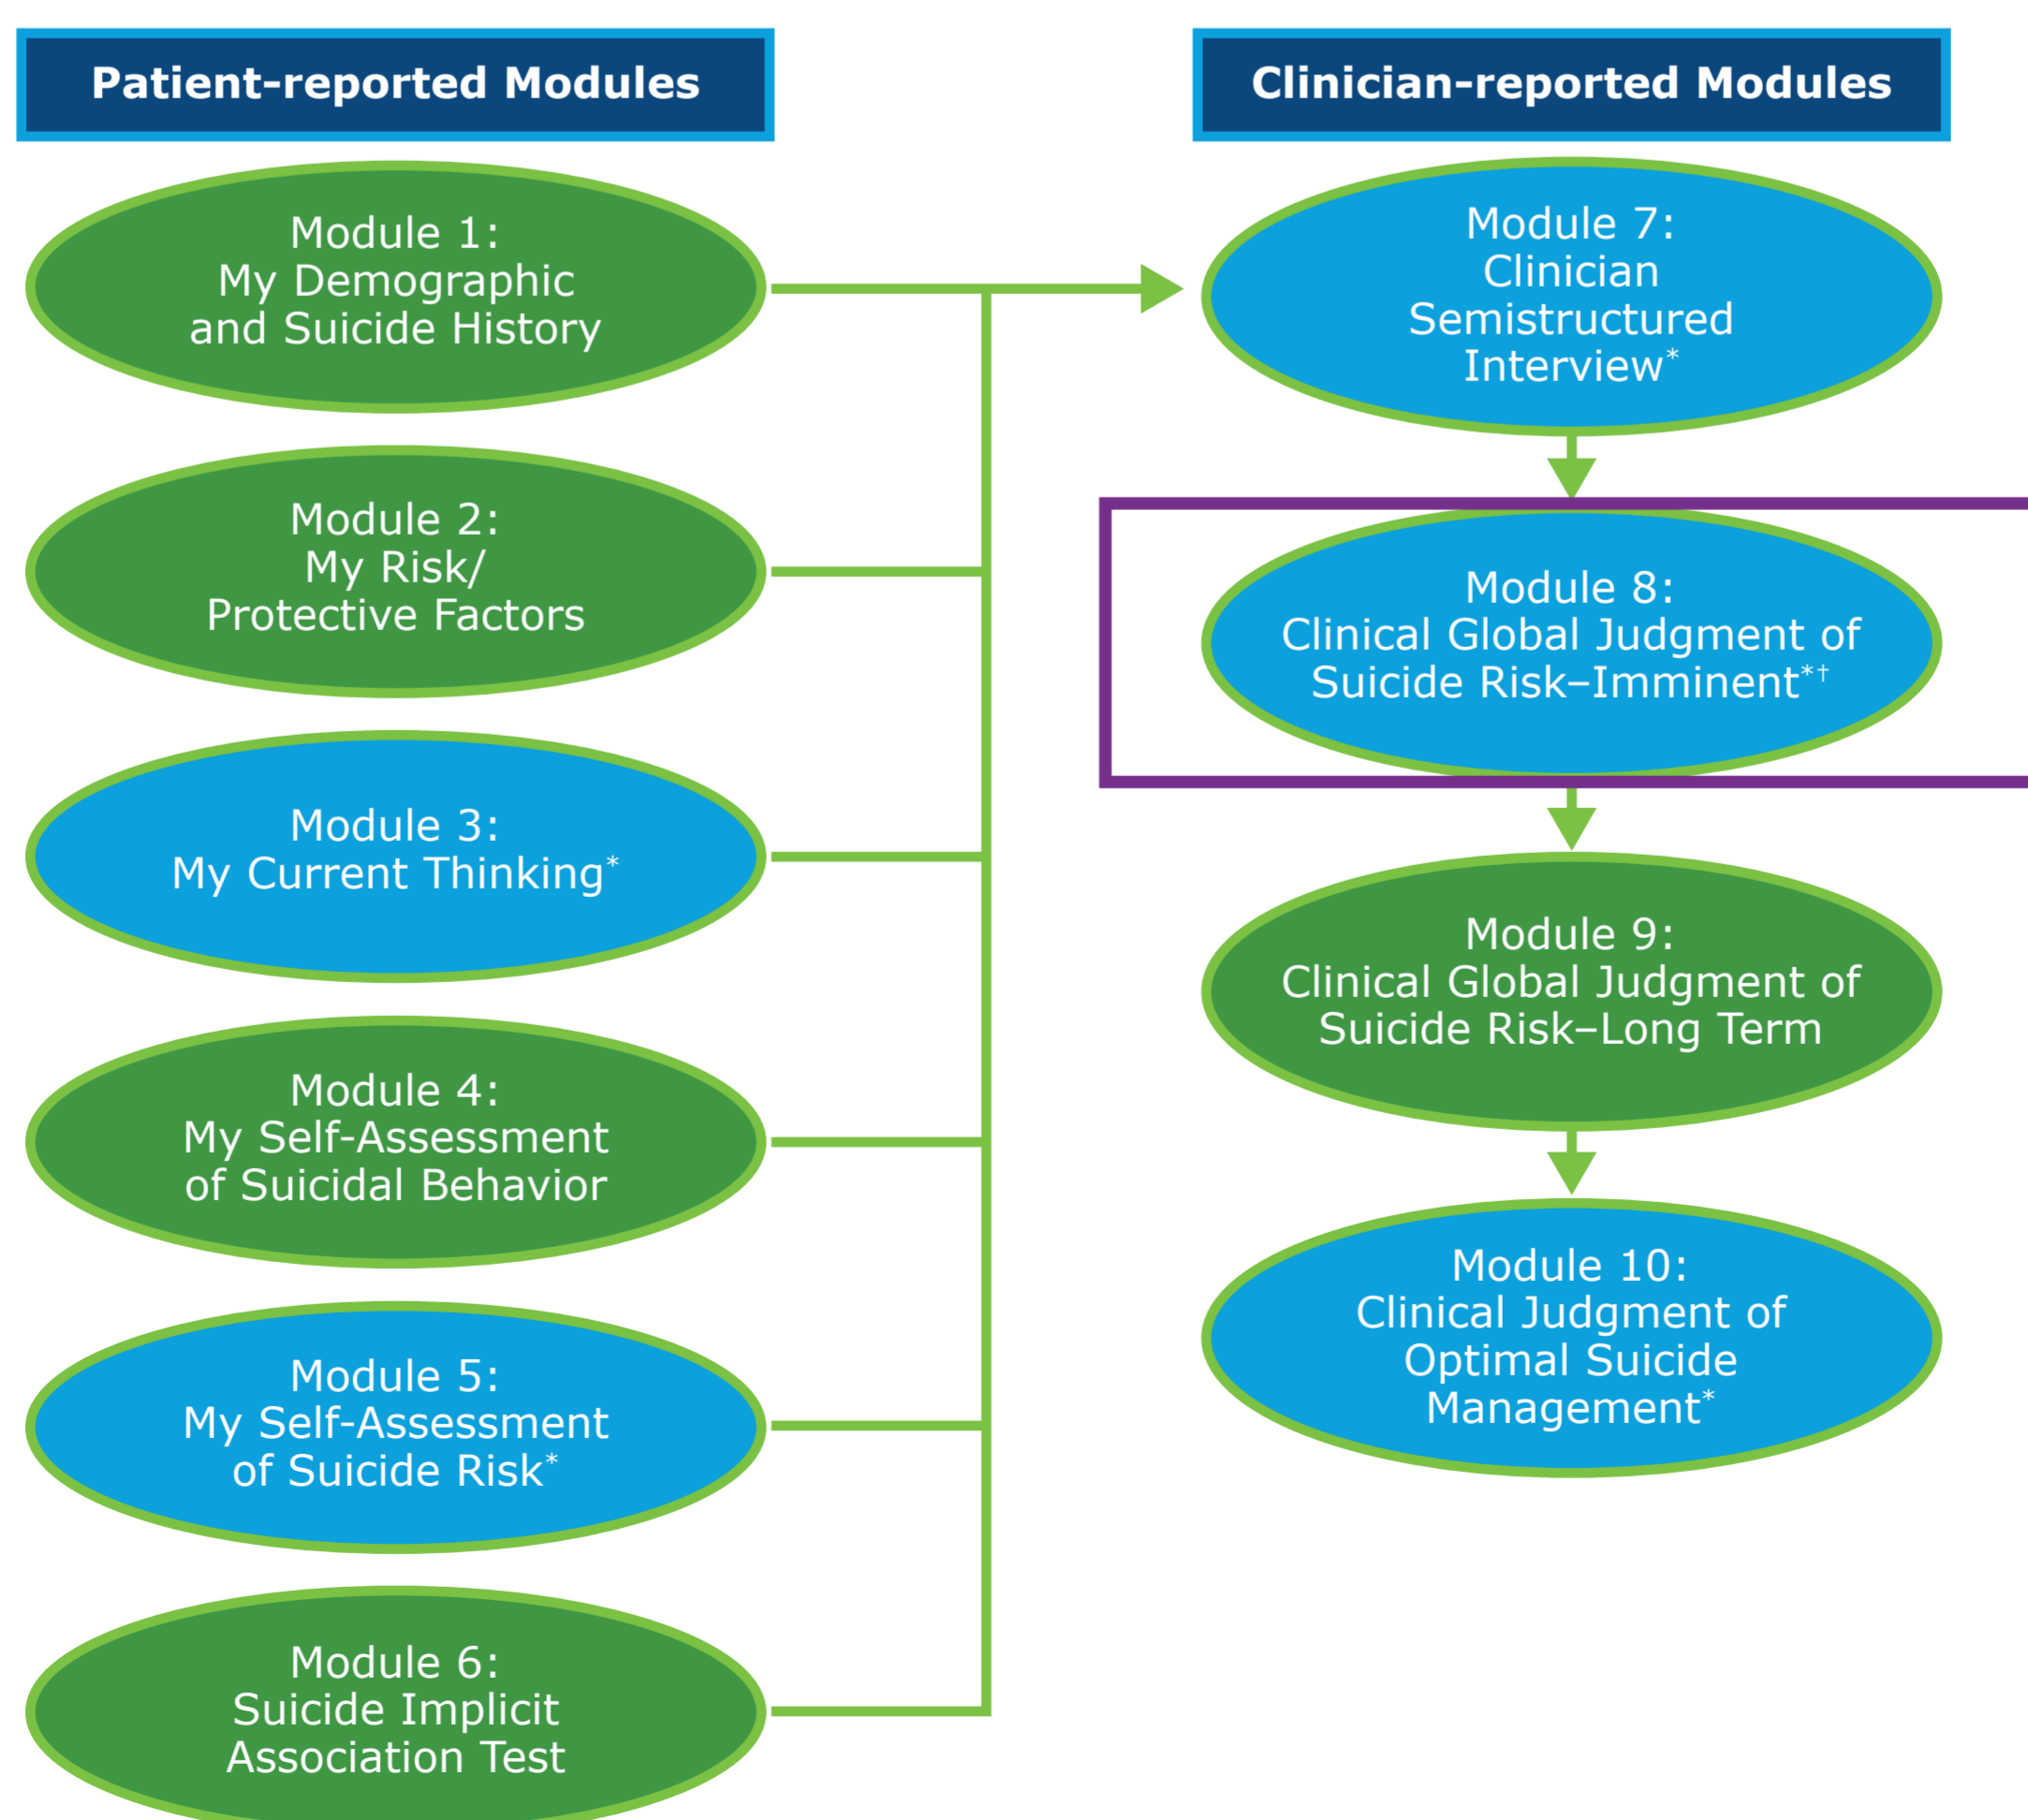 Patient-reported Modules
Module 1:
My Demographic
and Suicide History
Module 2:
My Risk/
Protective Factors
Module 3:
My Current Thinking*
Module 4:
My Self-Assessment
of Suicidal Behavior
Module 5:
My Self-Assessment
of Suicide Risk*
Module 6:
Suicide Implicit
Association Test
Clinician-reported Modules
Module 7:
Clinician
Semistructured
Interview*
Module 8:
Clinical Global Judgment of
Suicide Risk–Imminent*†
Module 9:
Clinical Global Judgment of
Suicide Risk–Long Term
Module 10:
Clinical Judgment of
Optimal Suicide
Management*